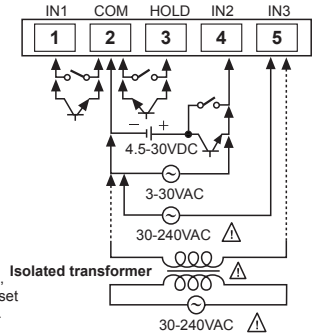 IN1 COM HOLD IN2 IN3
1 2 3 4 5
− +
4.5-30VDC
3-30VAC
30-240VAC
, Isolated transformer
set
30-240VAC